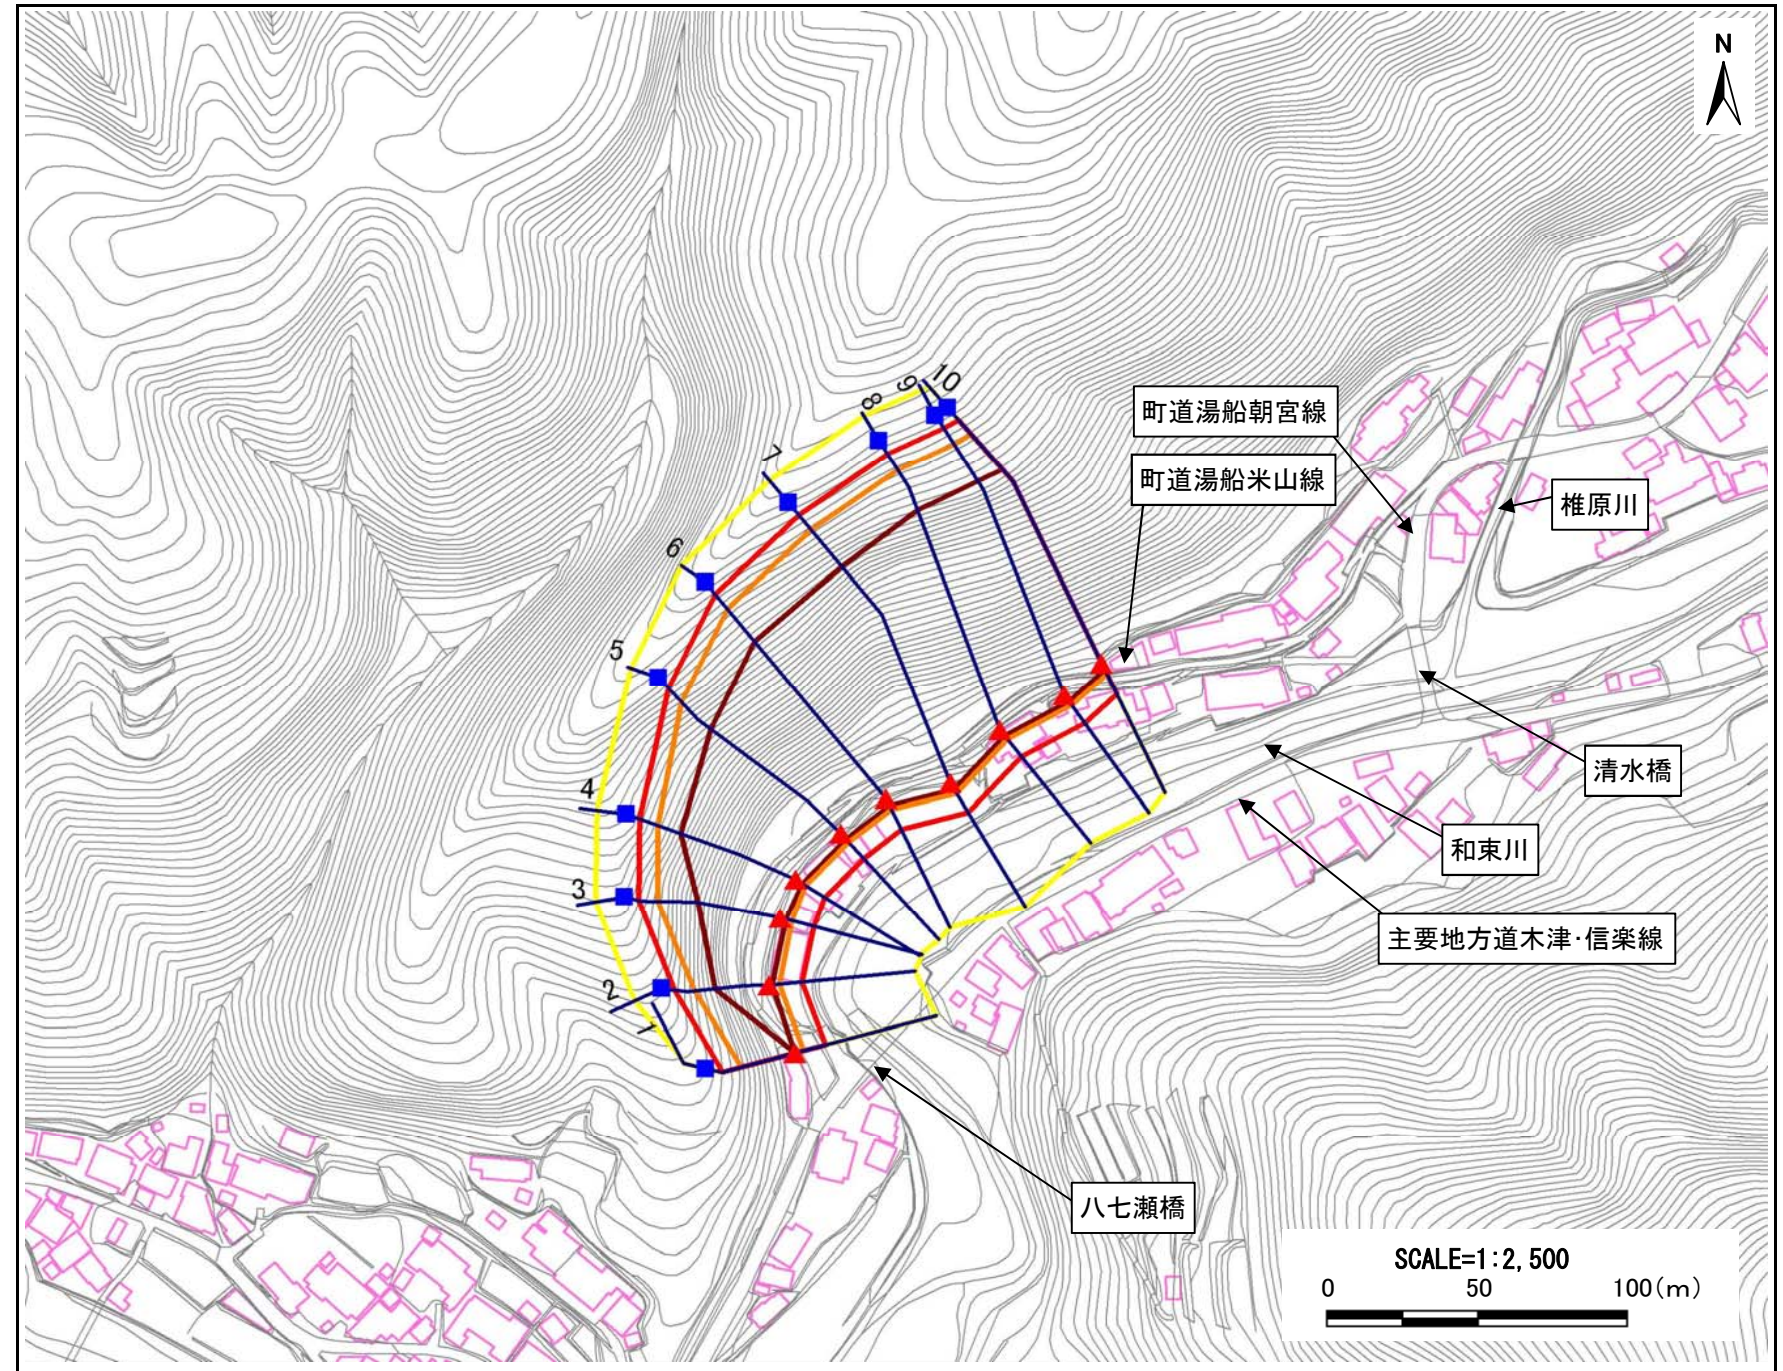 N
10
9
8
7
6
5
4
3
2
1
町道湯船朝宮線
町道湯船米山線
椎原川
清水橋
和束川
主要地方道木津・信楽線
八七瀬橋
SCALE=1:2,500
0 50 100(m)